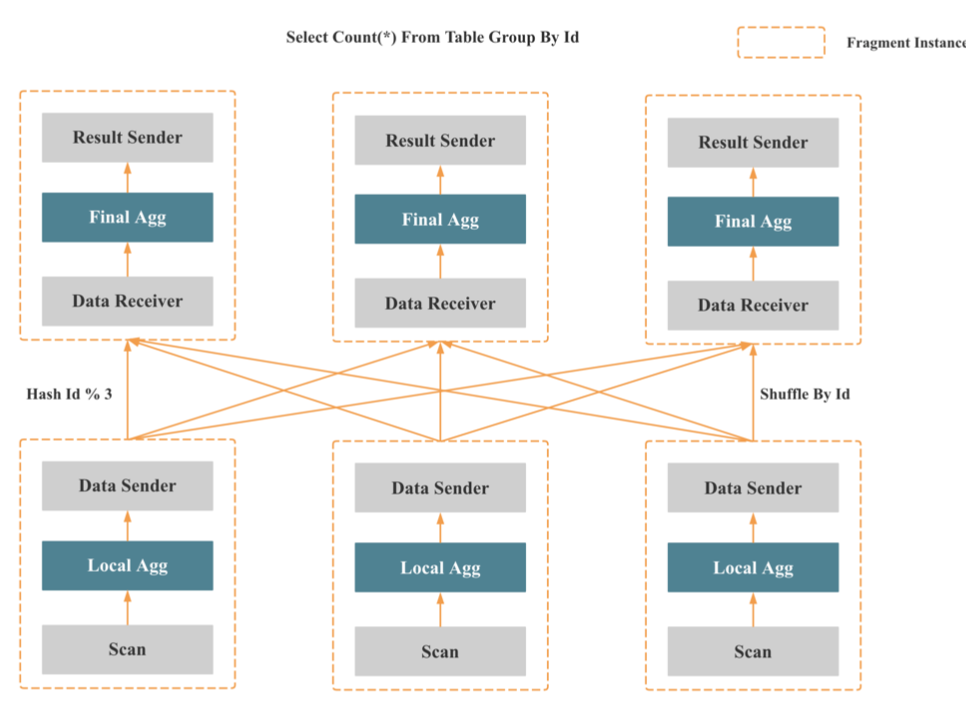 Select Count(*) From Table Group By Id
Fragment Instance
Result Sender
Result Sender
Result Sender
Final Agg
Final Agg
Final Agg
Data Receiver
Data Receiver
Data Receiver
Hash Id % 3
Shuffle By Id
Data Sender
Data Sender
Data Sender
Local Agg
Local Agg
Local Agg
Scan
Scan
Scan